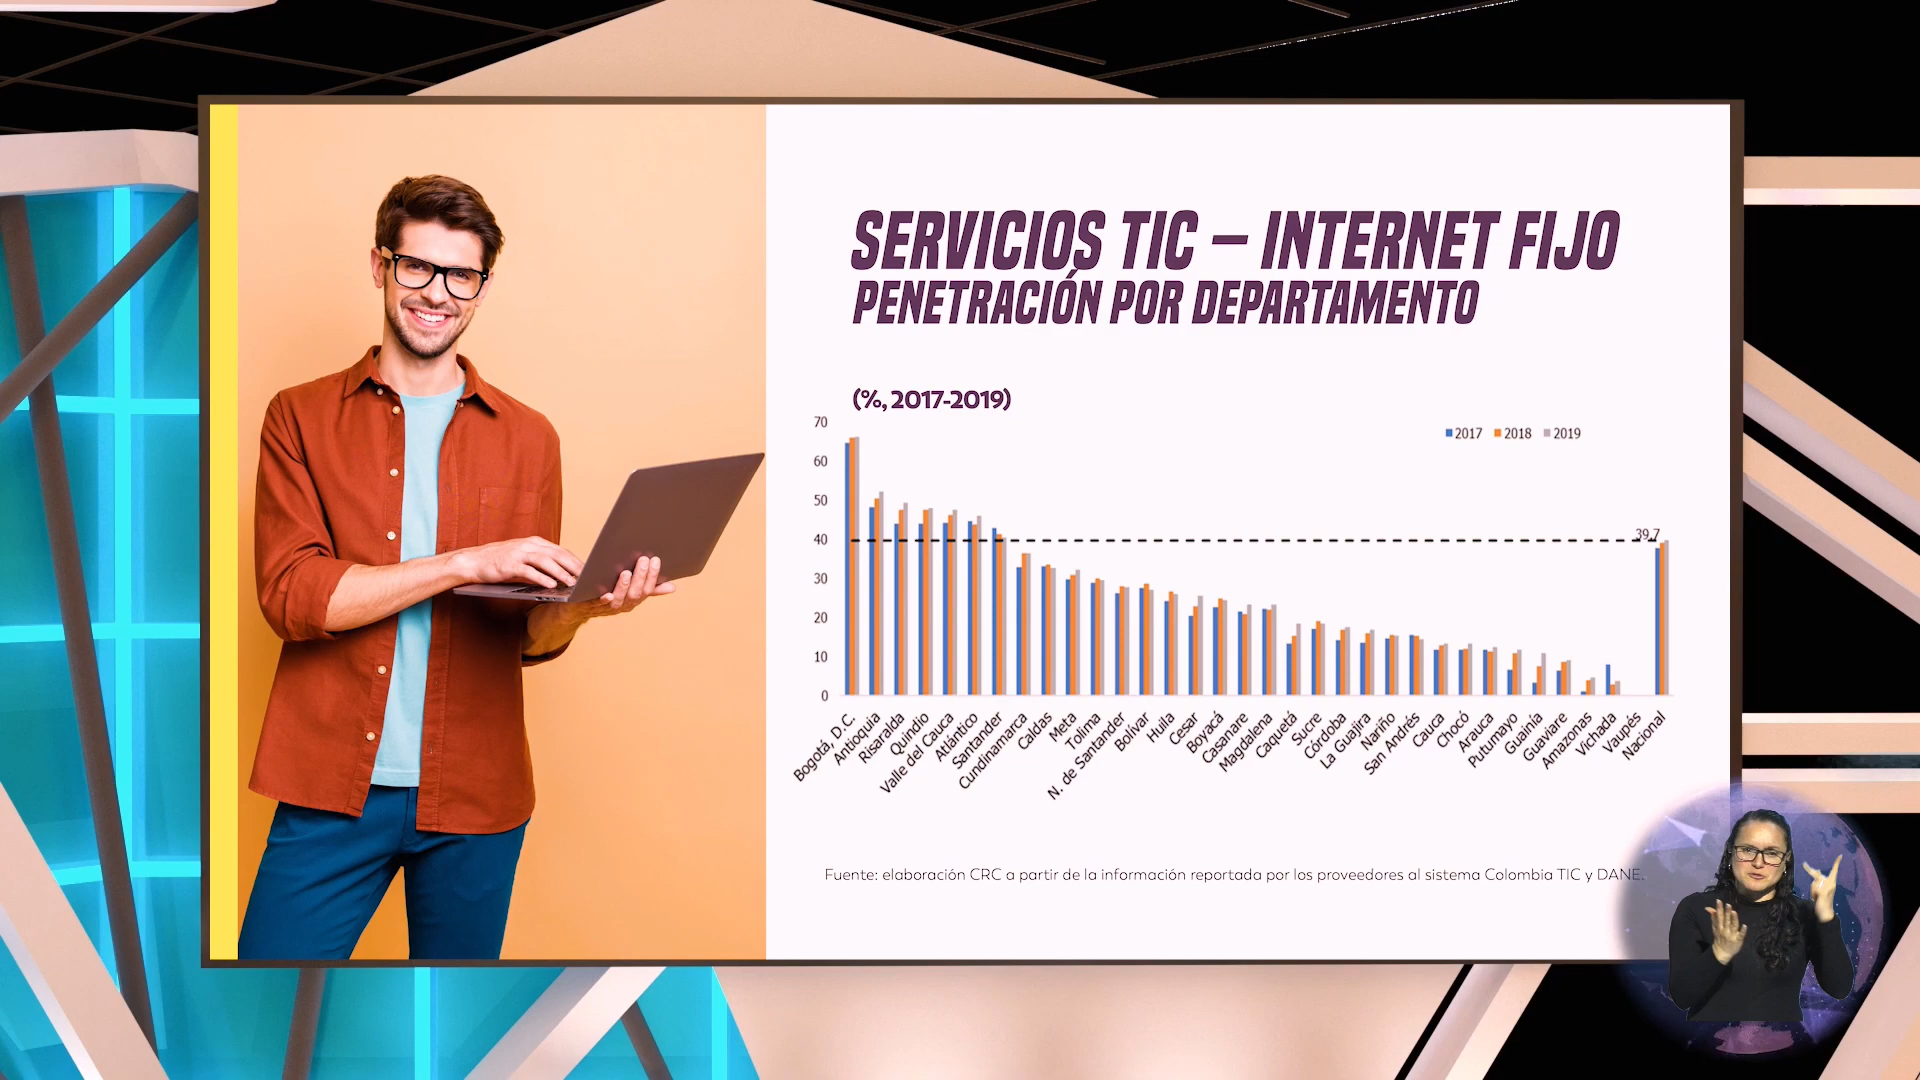 SERVICIOS TIC – INTERNET FIJO
PENETRACIÓN POR DEPARTAMENTO
(%, 2017-2019)
70
60
50
40
30
20
10
0
2017 2018 2019
39,7
Bogotá, D.C.
Antioquia
Risaralda
Quindio
Valle del Cauca
Atlántico
Santander
Cundinamarca
Caldas
Meta
Tolima
N. de Santander
Bolívar
Huila
Cesar
Boyacá
Casanare
Magdalena
Caquetá
Sucre
Córdoba
La Guajira
Nariño
San Andrés
Cauca
Chocó
Arauca
Putumayo
Guainía
Guaviare
Amazonas
Vichada
Vaupés
Nacional
Fuente: elaboración CRC a partir de la información reportada por los proveedores al sistema Colombia TIC y DANE.